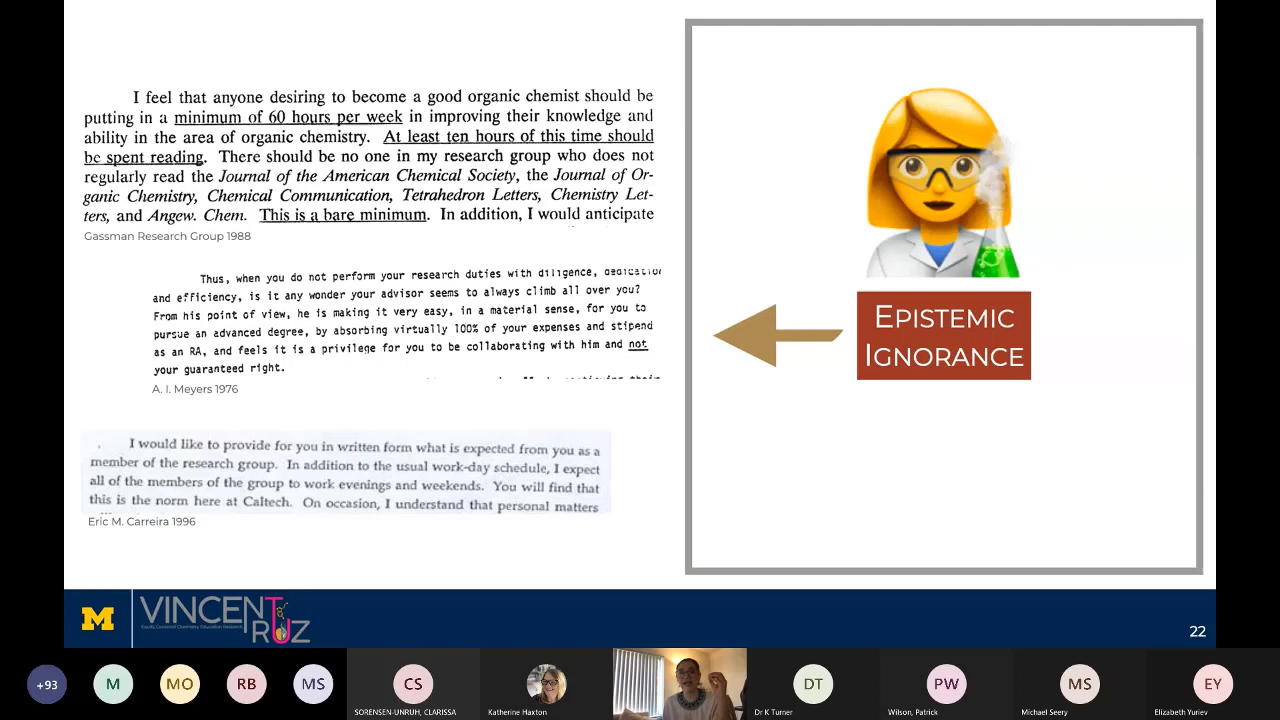 I feel that anyone desiring to become a good organic chemist should be
putting in a minimum of 60 hours per week in improving their knowledge and
ability in the area of organic chemistry. At least ten hours of this time should
be spent reading. There should be no one in my research group who does not
regularly read the Journal of the American Chemical Society, the Journal of Or-
ganic Chemistry, Chemical Communication, Tetrahedron Letters, Chemistry Let-
ters, and Angew. Chem. This is a bare minimum. In addition, I would anticipate
Gassman Research Group 1988
Thus, when you do not perform your research duties with diligence, dedication
and efficiency, is it any wonder your advisor seems to always climb all over you?
From his point of view, he is making it very easy, in a material sense, for you to
pursue an advanced degree, by absorbing virtually 100% of your expenses and stipend
as an RA, and feels it is a privilege for you to be collaborating with him and not
your guaranteed right.
A. I. Meyers 1976
I would like to provide for you in written form what is expected from you as a
member of the research group. In addition to the usual work-day schedule, I expect
all of the members of the group to work evenings and weekends. You will find that
this is the norm here at Caltech. On occasion, I understand that personal matters
Eric M. Carreira 1996
EPISTEMIC
IGNORANCE
M
VINCENT
RUZ
22
+93
M
MO
RB
MS
CS
SORENSEN-UNRUH, CLARISSA
Katherine Haxton
DT
Dr K Turner
PW
Wilson, Patrick
MS
Michael Seery
EY
Elizabeth Yuriev